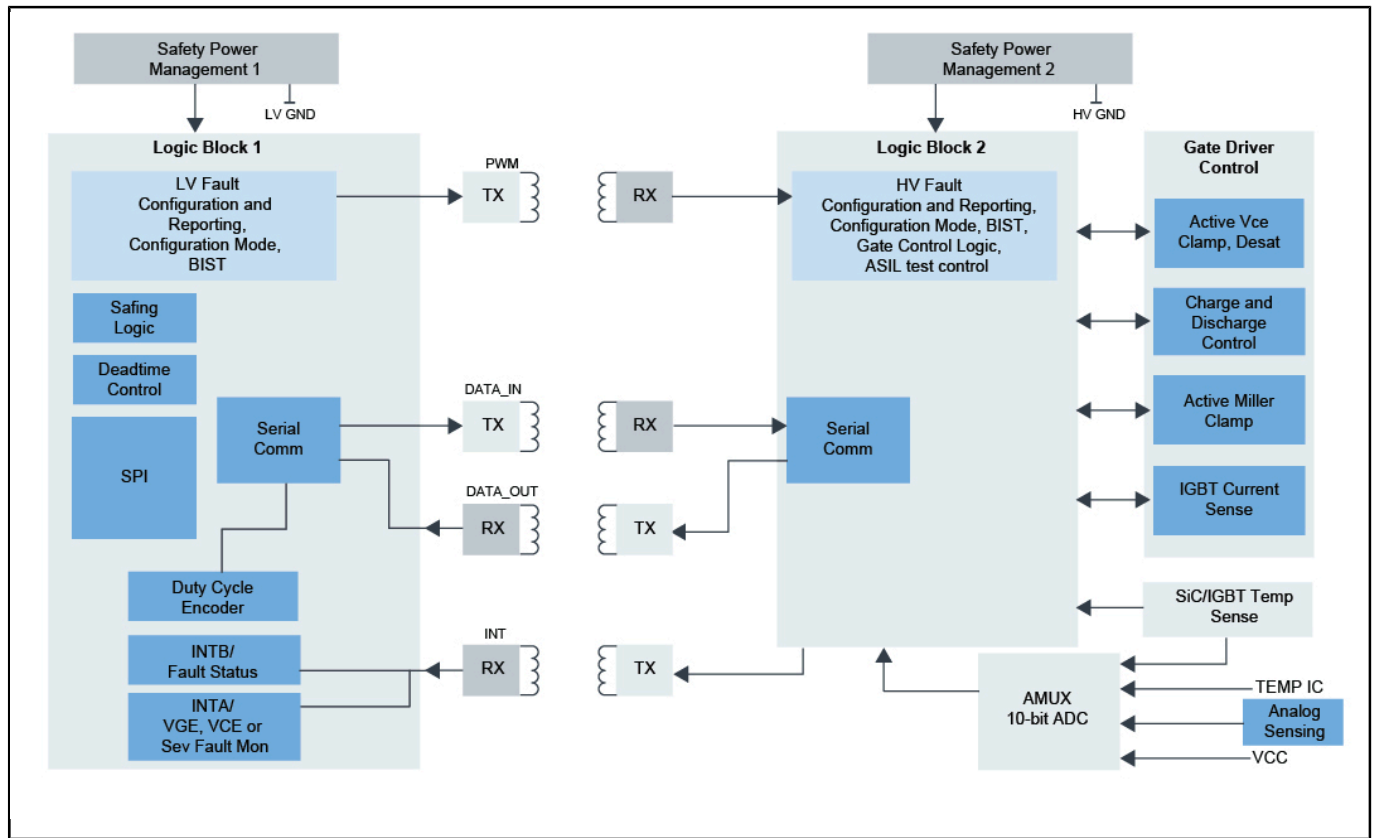 Safety Power
Management 1
LV GND
Safety Power
Management 2
HV GND
Logic Block 1
LV Fault
Configuration and
Reporting,
Configuration Mode,
BIST
Safing
Logic
Deadtime
Control
SPI
Serial
Comm
Duty Cycle
Encoder
INTB/
Fault Status
INTA/
VGE, VCE or
Sev Fault Mon
PWM
TX
RX
DATA_IN
TX
RX
DATA_OUT
RX
TX
INT
RX
TX
Logic Block 2
HV Fault
Configuration and Reporting,
Configuration Mode, BIST,
Gate Control Logic,
ASIL test control
Serial
Comm
Gate Driver
Control
Active Vce
Clamp, Desat
Charge and
Discharge
Control
Active Miller
Clamp
IGBT Current
Sense
SiC/IGBT Temp
Sense
AMUX
10-bit ADC
TEMP IC
Analog
Sensing
VCC